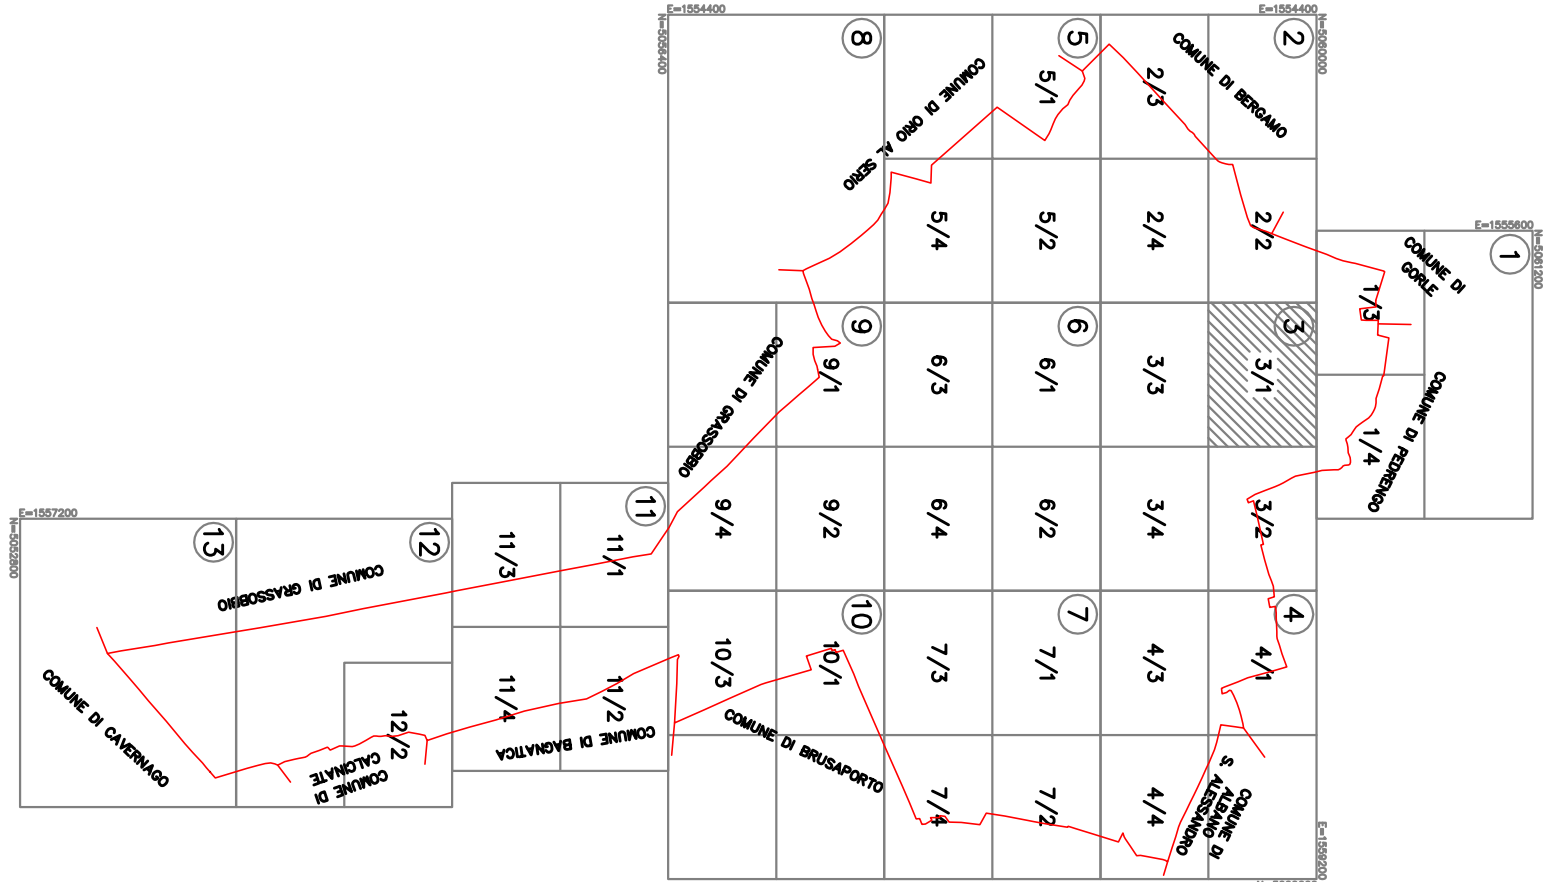 E=1555600
N=5061200
1
COMUNE DI
GORLE
1/3
1/4
COMUNE DI PEDRENGO
E=1554400
N=5060000
2
COMUNE DI BERGAMO
2/2
3
3/1
3/2
4
4/1
COMUNE DI
ALBANO
S. ALESSANDRO
E=1559200
2/3
2/4
3/3
3/4
4/3
4/4
5
5/1
5/2
6
6/1
6/2
7
7/1
7/2
COMUNE DI ORIO AL SERIO
5/4
6/3
6/4
7/3
7/4
8
9
9/1
9/2
10
10/1
COMUNE DI BRUSAPORTO
COMUNE DI GRASSOBBIO
9/4
10/3
E=1554400
N=5056400
11
11/1
11/2
COMUNE DI BAGNATICA
11/3
11/4
12
12/2
COMUNE DI
CALCINATE
COMUNE DI GRASSOBBIO
13
COMUNE DI CAVERNAGO
E=1557200
N=5052800